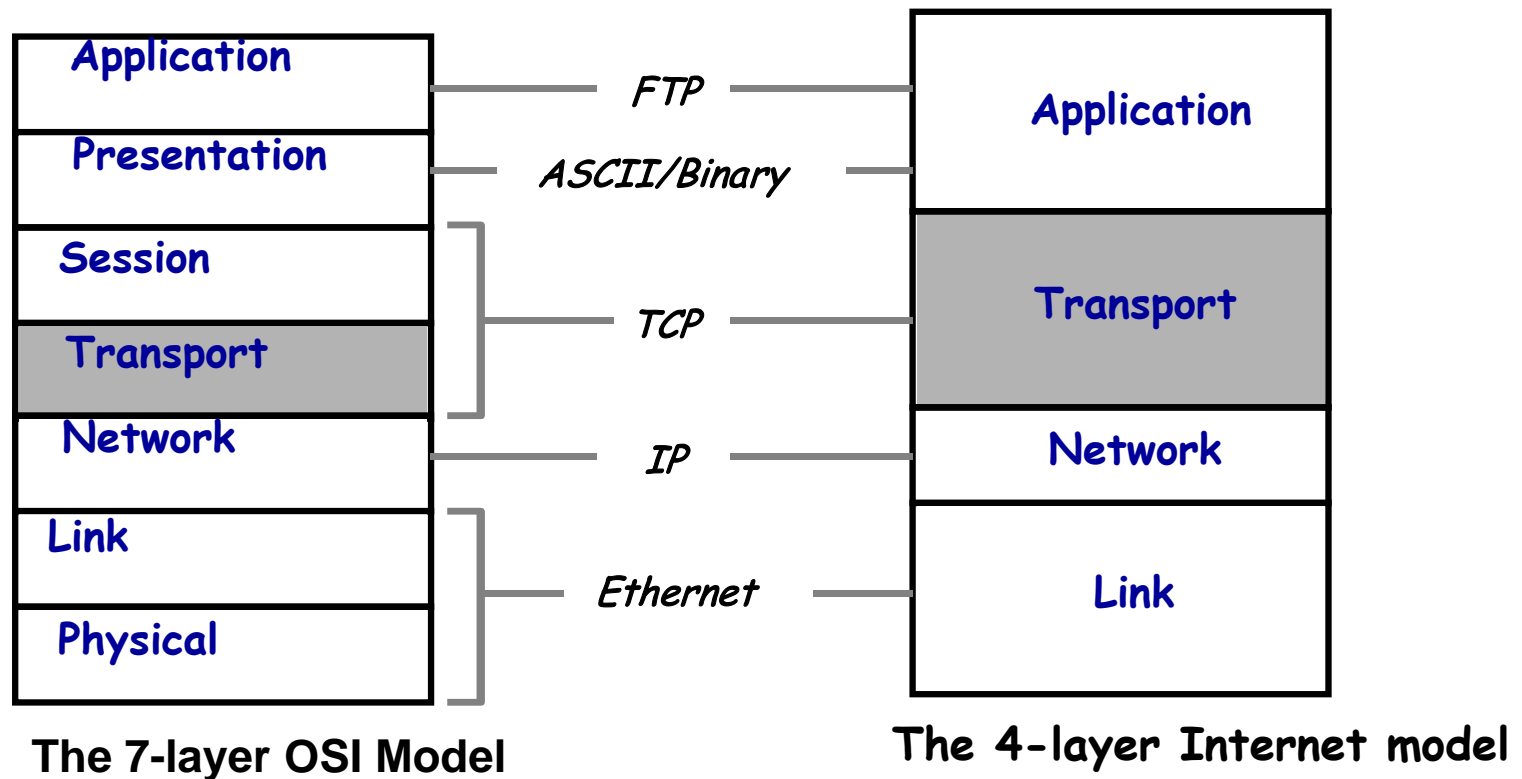 Application
Presentation
Session
Transport
Network
Link
Physical
The 7-layer OSI Model
FTP
ASCII/Binary
TCP
IP
Ethernet
Application
Transport
Network
Link
The 4-layer Internet model